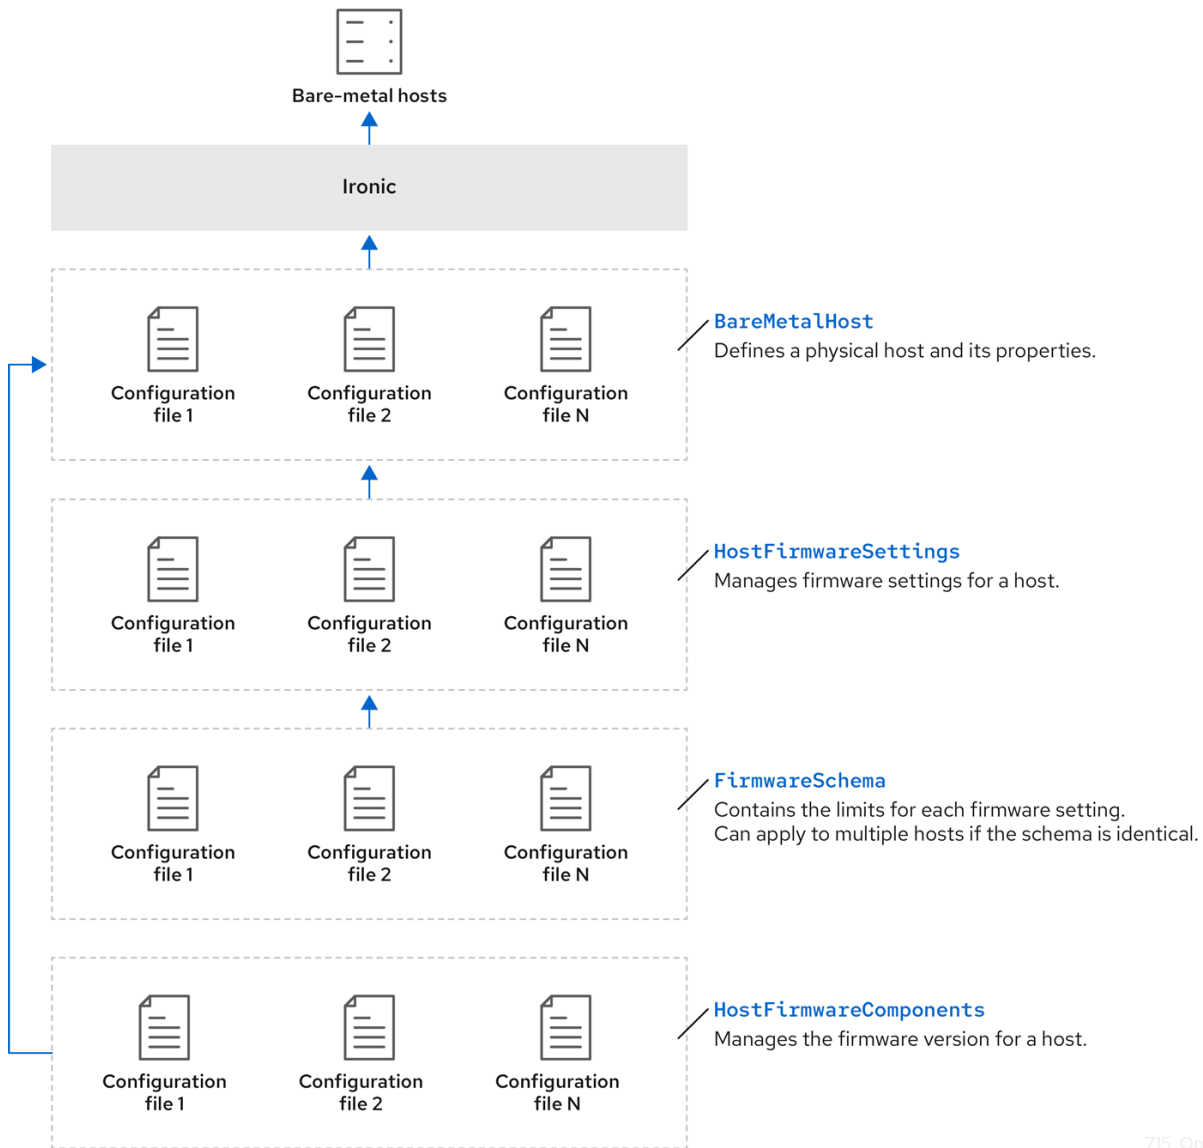 Bare-metal hosts
Ironic
BareMetalHost
Defines a physical host and its properties.
Configuration
file 1
Configuration
file 2
Configuration
file N
HostFirmwareSettings
Manages firmware settings for a host.
Configuration
file 1
Configuration
file 2
Configuration
file N
FirmwareSchema
Contains the limits for each firmware setting.
Can apply to multiple hosts if the schema is identical.
Configuration
file 1
Configuration
file 2
Configuration
file N
HostFirmwareComponents
Manages the firmware version for a host.
Configuration
file 1
Configuration
file 2
Configuration
file N